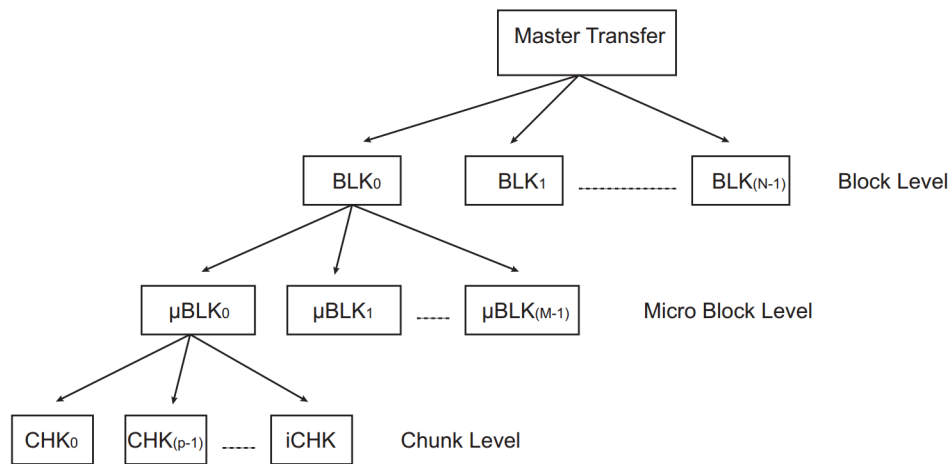 Master Transfer
BLK0 BLK1 BLK(N-1) Block Level
µBLK0 µBLK1 µBLK(M-1) Micro Block Level
CHK0 CHK(p-1) iCHK Chunk Level